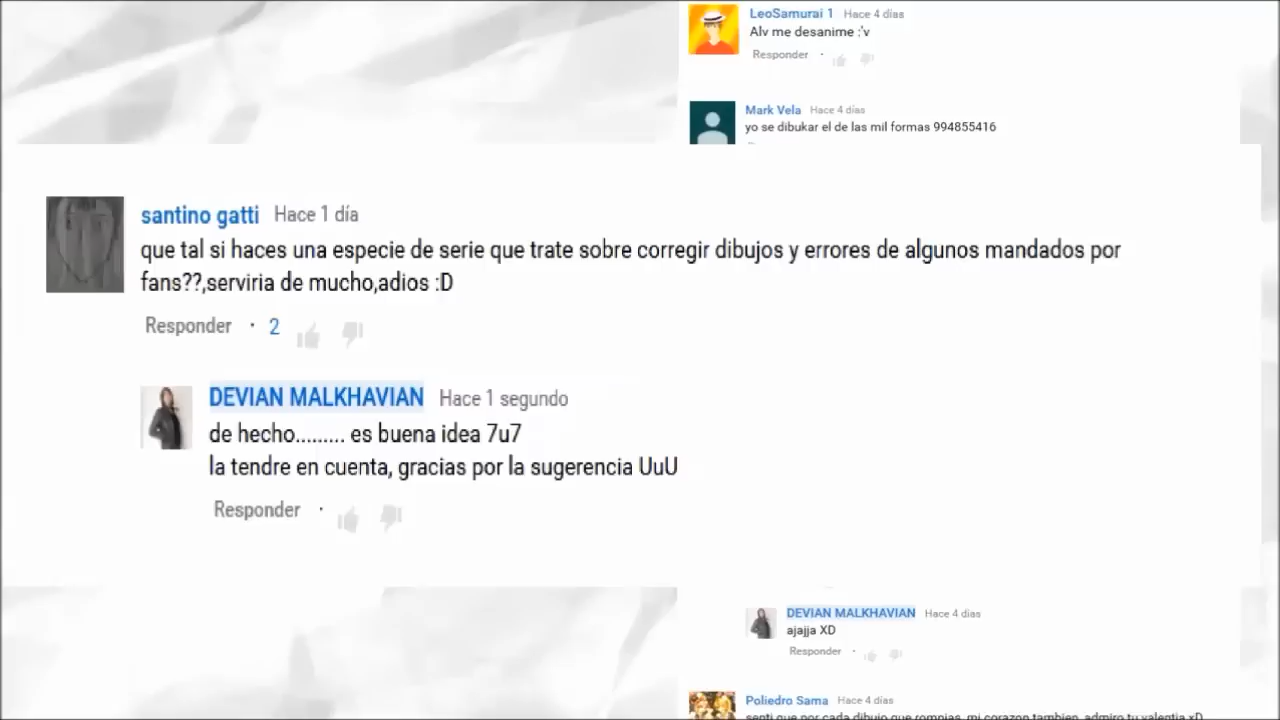 LeoSamurai 1 Hace 4 días
Alv me desanime :'v
Responder ·
Mark Vela Hace 4 días
yo se dibukar el de las mil formas 994855416
santino gatti Hace 1 día
que tal si haces una especie de serie que trate sobre corregir dibujos y errores de algunos mandados por
fans??,serviria de mucho,adios :D
Responder · 2
DEVIAN MALKHAVIAN Hace 1 segundo
de hecho......... es buena idea 7u7
la tendre en cuenta, gracias por la sugerencia UuU
Responder ·
DEVIAN MALKHAVIAN Hace 4 días
ajajja XD
Responder ·
Poliedro Sama Hace 4 días
senti que por cada dibujo que rompias, mi corazon tambien, admiro tu valentia xD